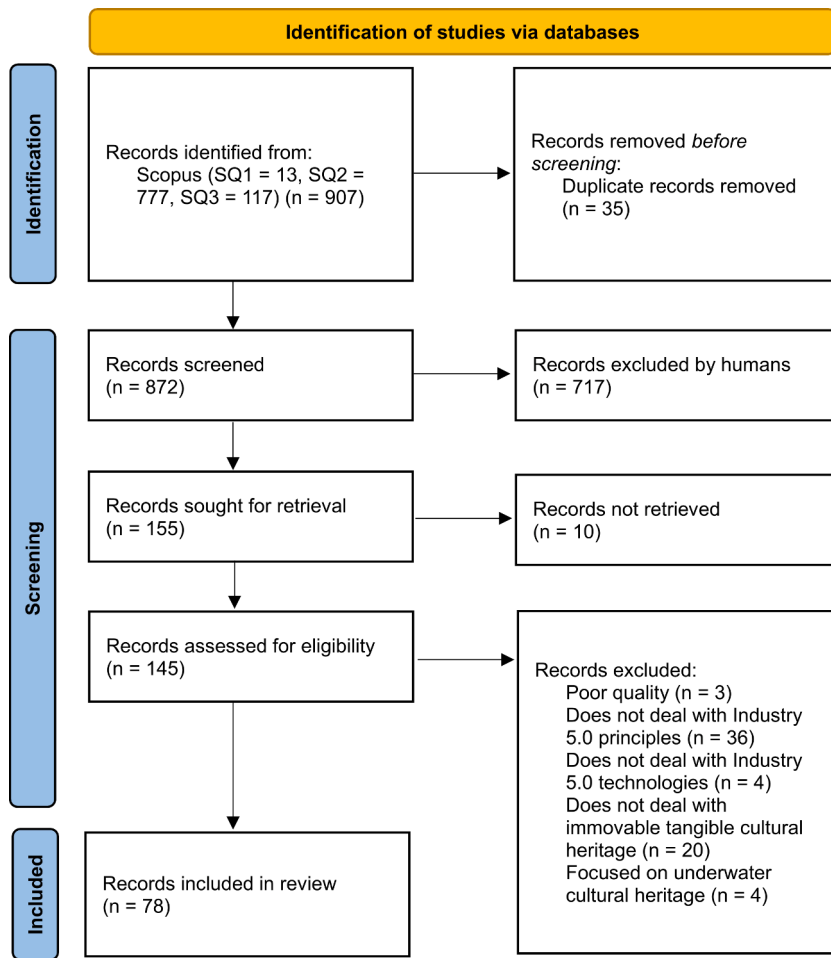 Identification of studies via databases
Identification
Records identified from:
Scopus (SQ1 = 13, SQ2 =
777, SQ3 = 117) (n = 907)
Records removed before
screening:
Duplicate records removed
(n = 35)
Screening
Records screened
(n = 872)
Records excluded by humans
(n = 717)
Records sought for retrieval
(n = 155)
Records not retrieved
(n = 10)
Records assessed for eligibility
(n = 145)
Records excluded:
Poor quality (n = 3)
Does not deal with Industry
5.0 principles (n = 36)
Does not deal with Industry
5.0 technologies (n = 4)
Does not deal with
immovable tangible cultural
heritage (n = 20)
Focused on underwater
cultural heritage (n = 4)
Included
Records included in review
(n = 78)